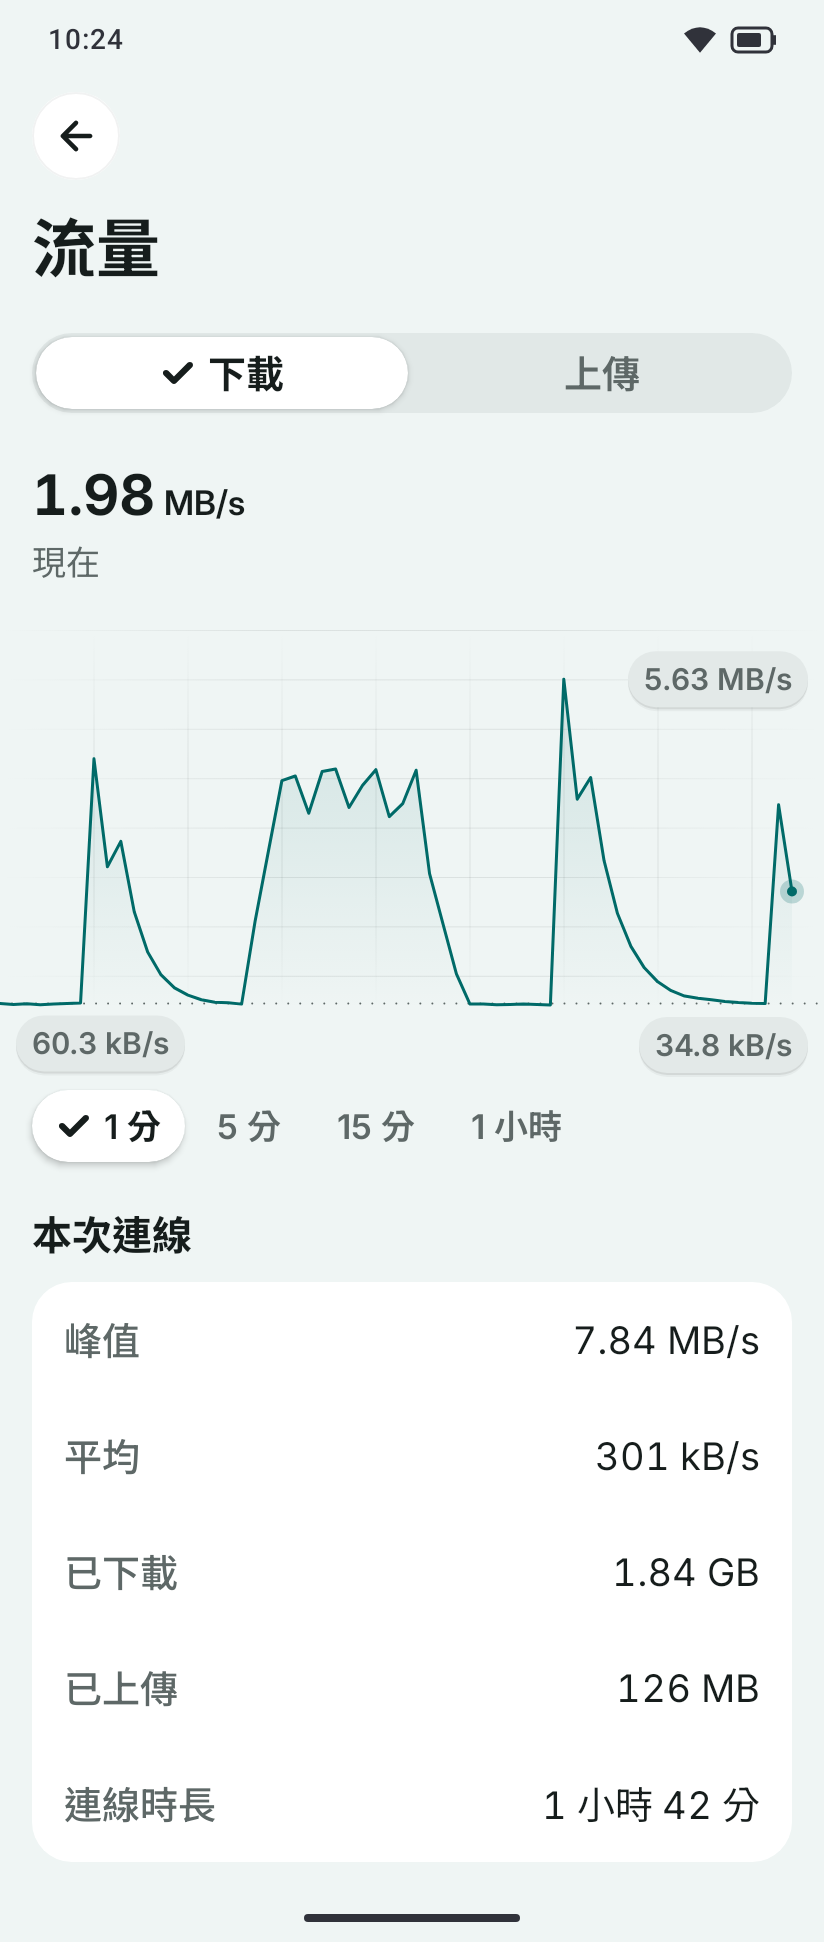 10:24
流量
下載
上傳
1.98 MB/s
現在
5.63 MB/s
60.3 kB/s
34.8 kB/s
1 分
5 分
15 分
1 小時
本次連線
峰值
7.84 MB/s
平均
301 kB/s
已下載
1.84 GB
已上傳
126 MB
連線時長
1 小時 42 分